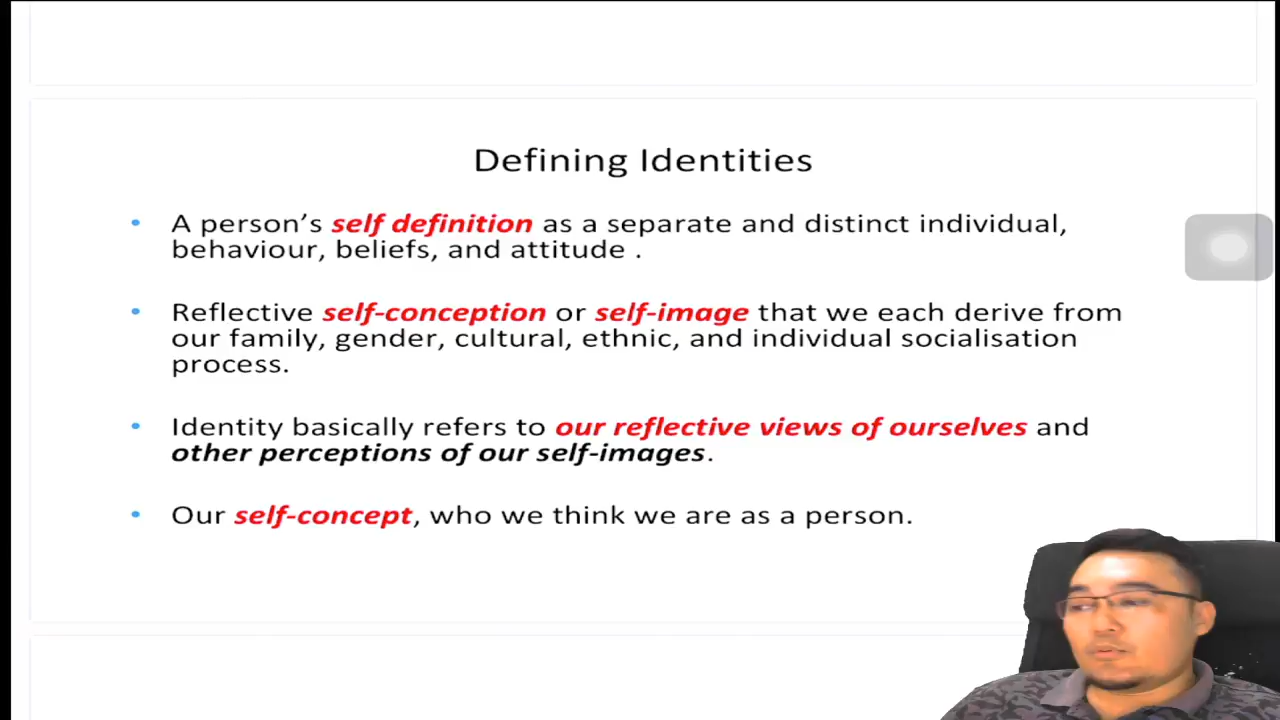 Defining Identities
• A person's self definition as a separate and distinct individual,
behaviour, beliefs, and attitude .
• Reflective self-conception or self-image that we each derive from
our family, gender, cultural, ethnic, and individual socialisation
process.
• Identity basically refers to our reflective views of ourselves and
other perceptions of our self-images.
• Our self-concept, who we think we are as a person.